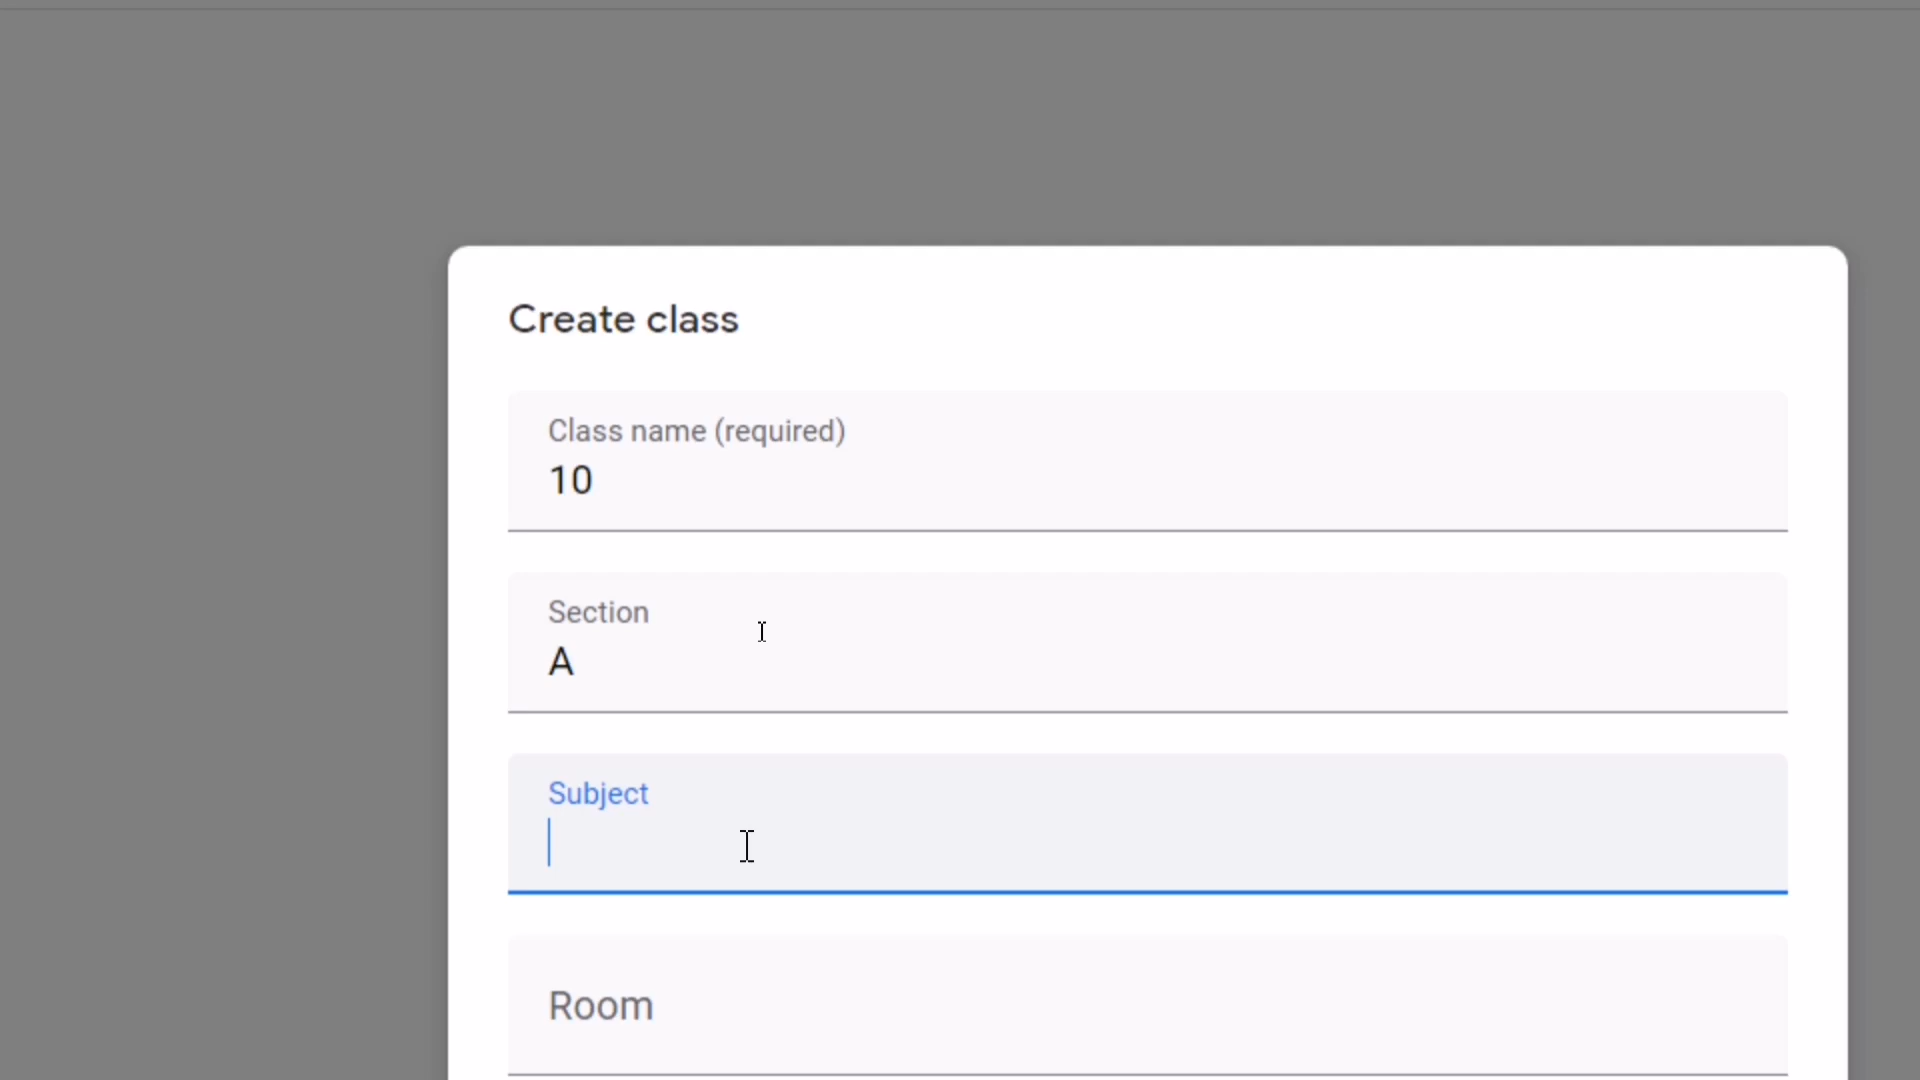 Create class
Class name (required)
10
Section
A
Subject
Room